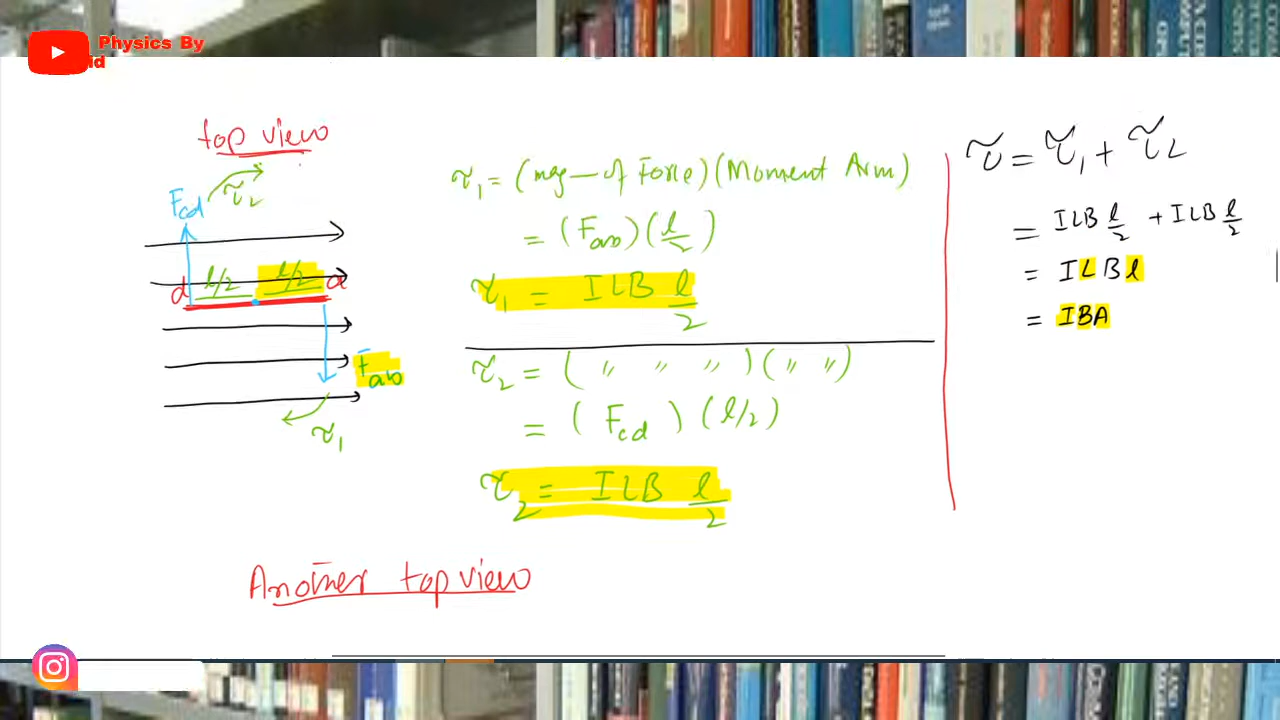 Physics By
id
top view
τ₂
Fcd
l/2 l/2
d a
Fab
τ₁
τ₁ = (mag of Force)(Moment Arm)
= (Fab)(l/2)
τ₁ = ILB l/2
τ₂ = ( " " " )( " " )
= ( Fcd ) (l/2)
τ₂ = ILB l/2
Another top view
τ = τ₁ + τ₂
= ILB l/2 + ILB l/2
= ILBl
= IBA